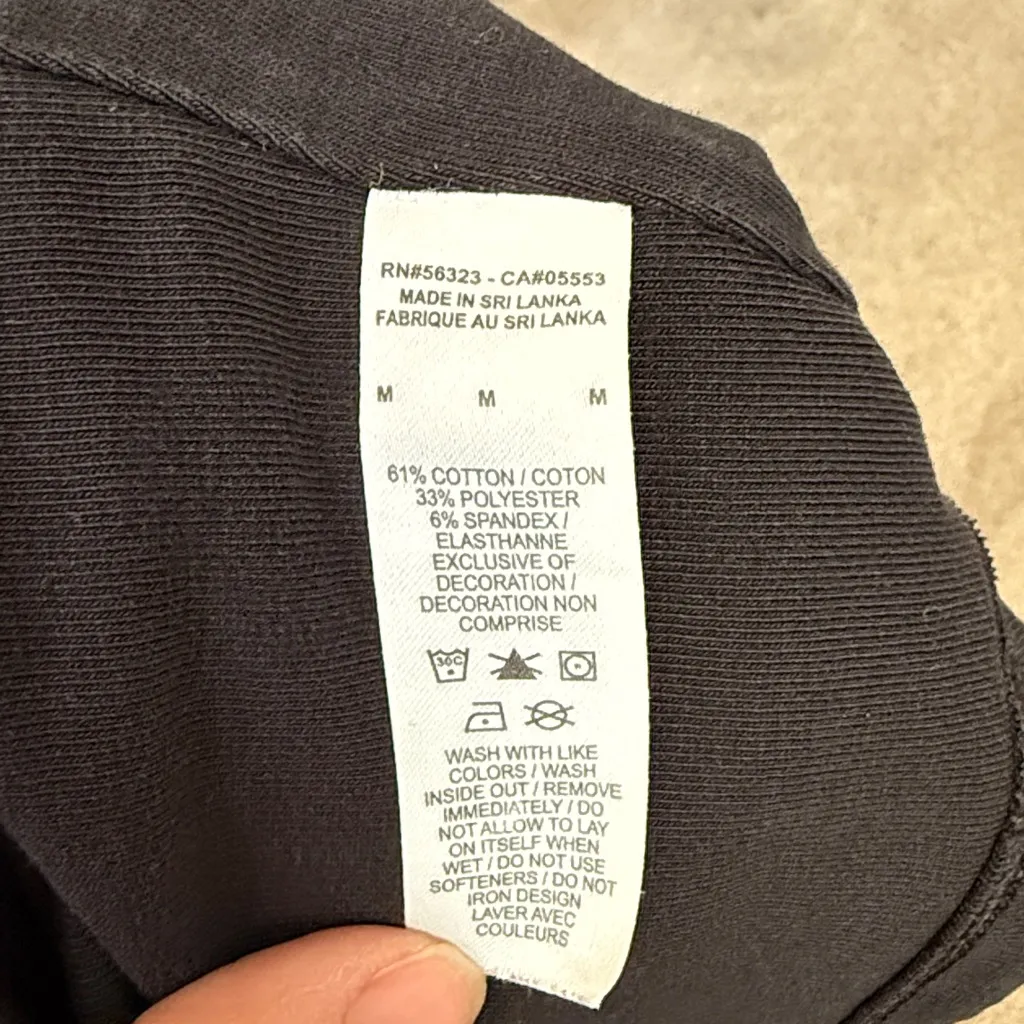 RN#56323 - CA#05553
MADE IN SRI LANKA
FABRIQUE AU SRI LANKA
M M M
61% COTTON / COTON
33% POLYESTER
6% SPANDEX /
ELASTHANNE
EXCLUSIVE OF
DECORATION /
DECORATION NON
COMPRISE
30C
WASH WITH LIKE
COLORS / WASH
INSIDE OUT / REMOVE
IMMEDIATELY / DO
NOT ALLOW TO LAY
ON ITSELF WHEN
WET / DO NOT USE
SOFTENERS / DO NOT
IRON DESIGN
LAVER AVEC
COULEURS